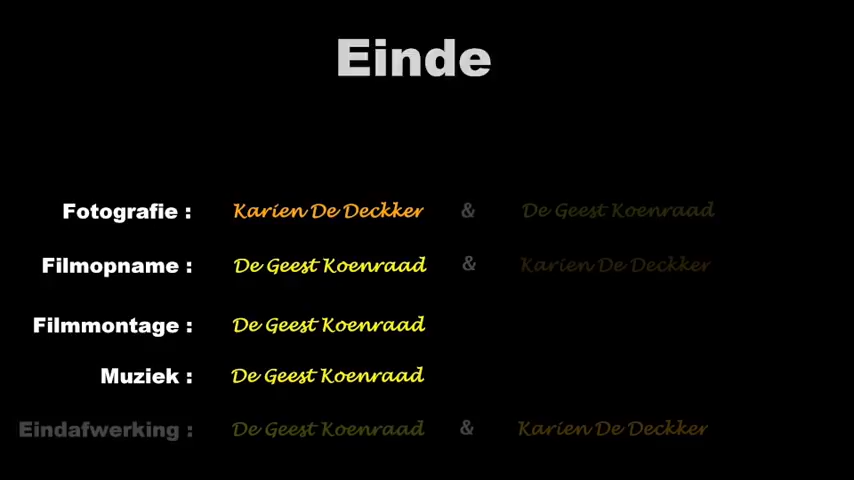 Einde
Fotografie : Karien De Deckker & De Geest Koenraad
Filmopname : De Geest Koenraad & Karien De Deckker
Filmmontage : De Geest Koenraad
Muziek : De Geest Koenraad
Eindafwerking : De Geest Koenraad & Karien De Deckker